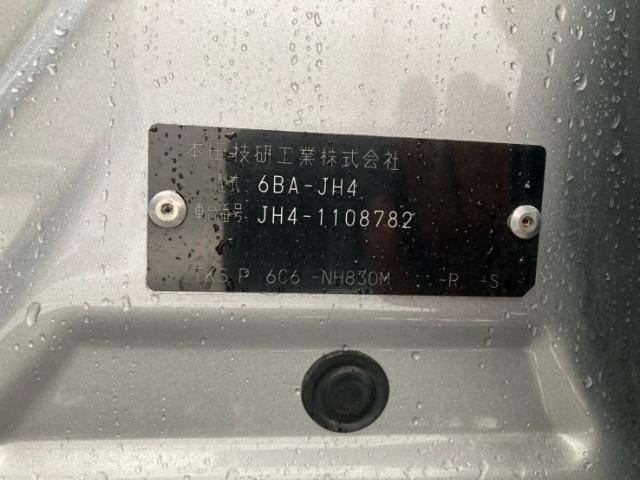 本田技研工業株式会社
型式 6BA-JH4
車台番号 JH4-1108782
TKS P 6C6 -NH830M -R -S